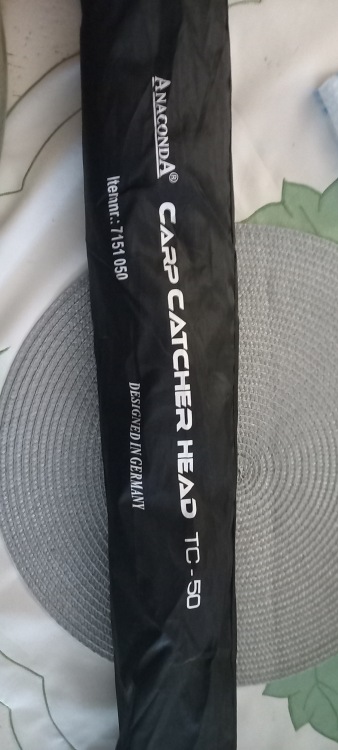 ANACONDA®
CARP CATCHER HEAD TC-50
Itemnr.: 7151 050
DESIGNED IN GERMANY